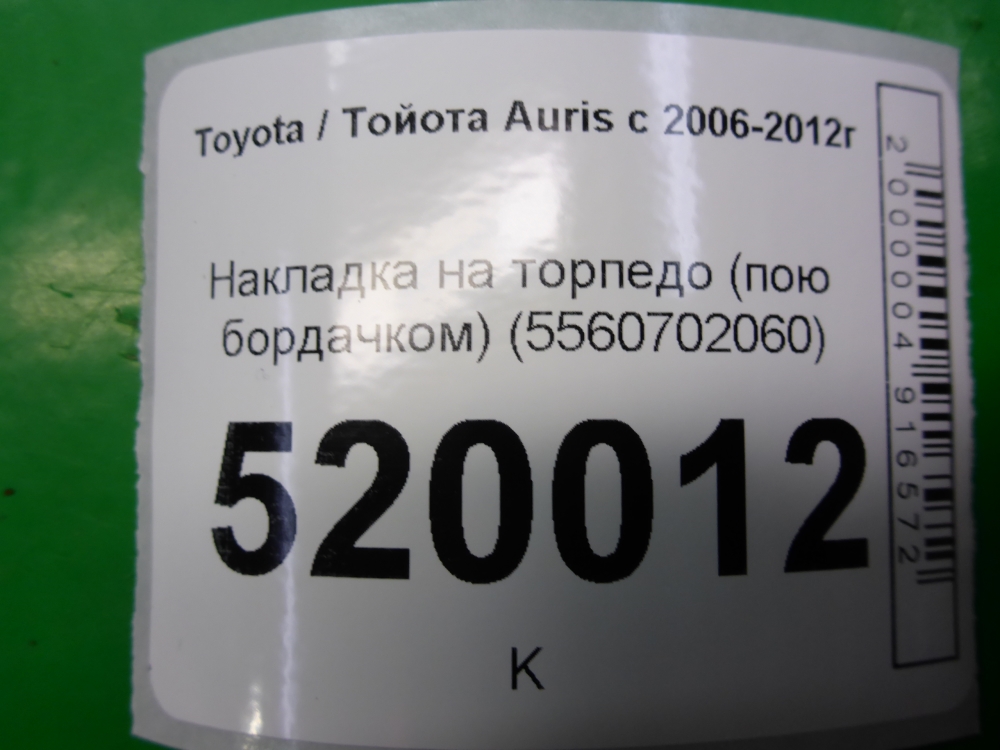 Toyota / Тойота Auris с 2006-2012г
Накладка на торпедо (пою
бордачком) (5560702060)
520012
К
2000004916572